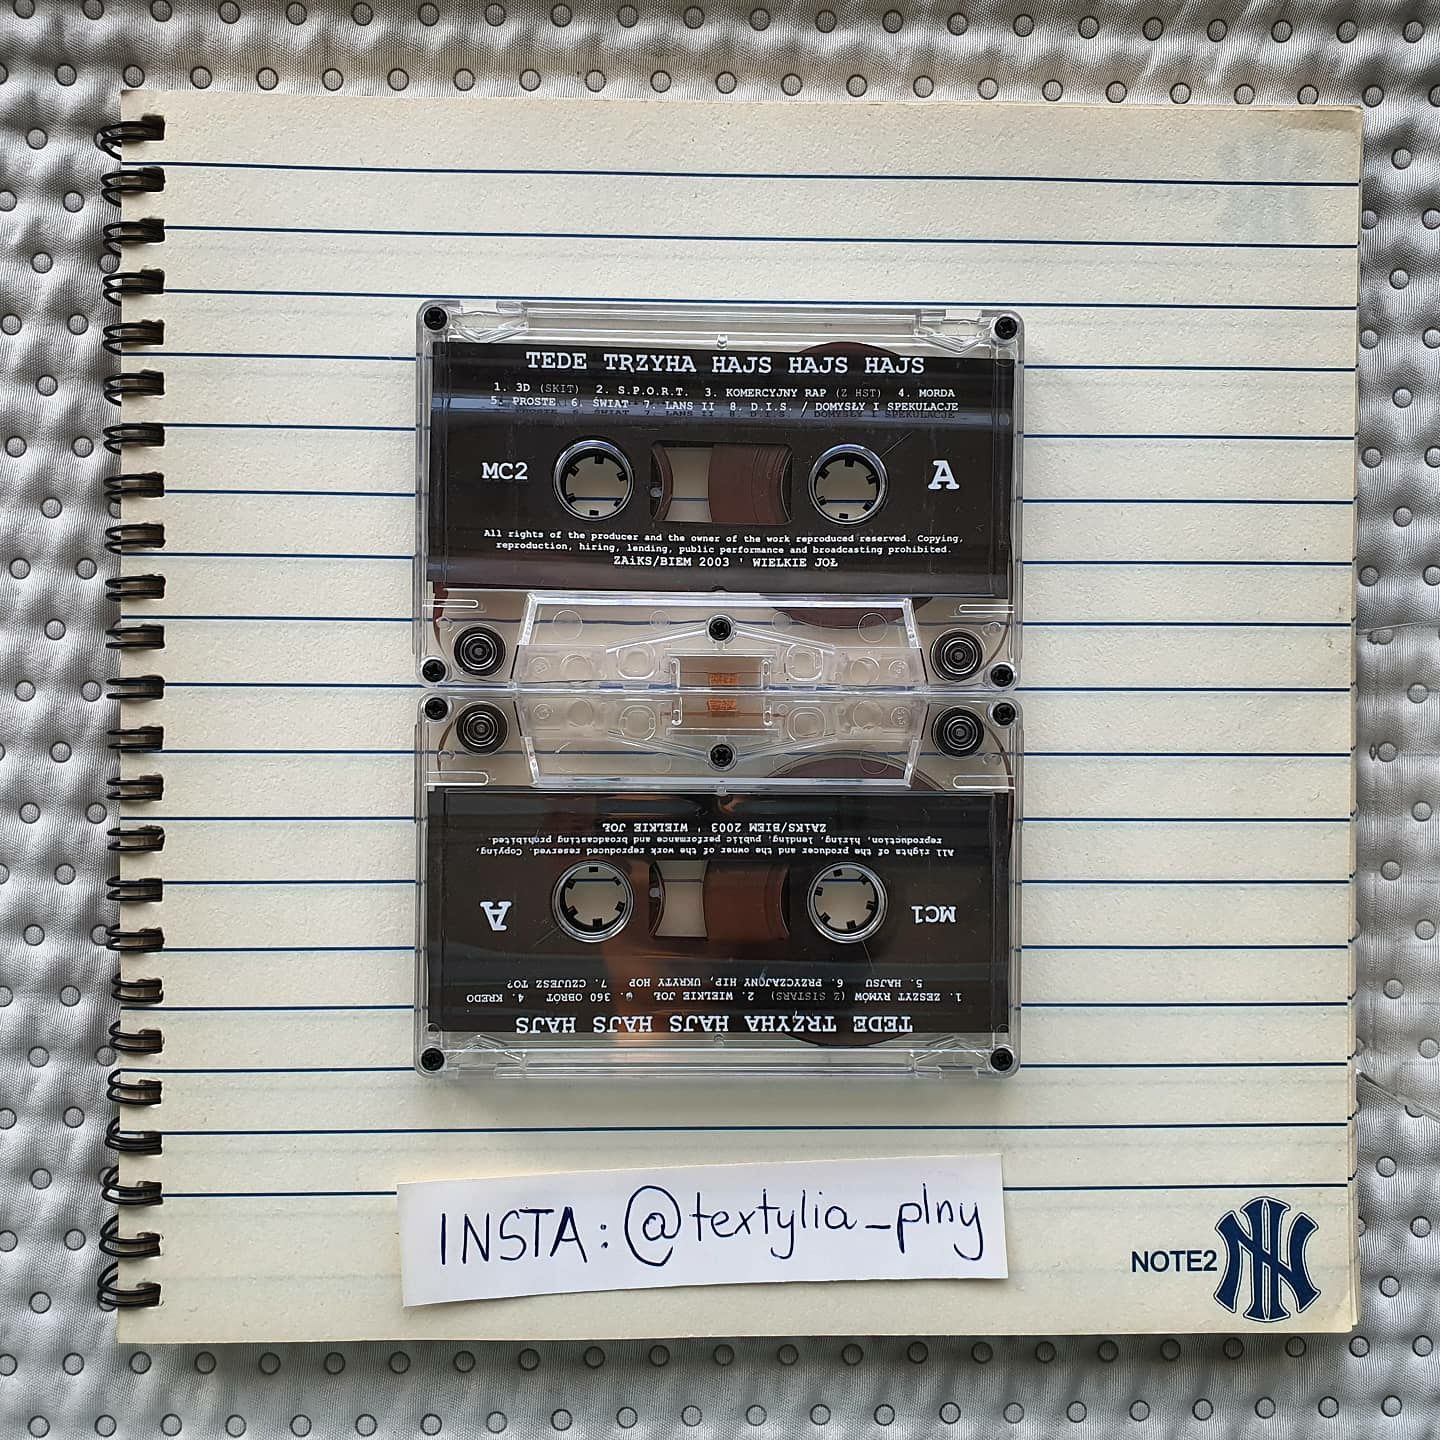 TEDE TRZYHA HAJS HAJS HAJS
1. 3D (SKIT) 2. S.P.O.R.T. 3. KOMERCYJNY RAP (Z HST) 4. MORDA
5. PROSTE 6. ŚWIAT 7. LANS II 8. D.I.S. / DOMYSŁY I SPEKULACJE
MC2 A
All rights of the producer and the owner of the work reproduced reserved. Copying,
reproduction, hiring, lending, public performance and broadcasting prohibited.
ZAiKS/BIEM 2003 ' WIELKIE JOŁ
TEDE TRZYHA HAJS HAJS HAJS
1. ZESZYT RYMÓW (Z SISTARS) 2. WIELKIE JOŁ 3. 360 OBRÓT 4. KREDO
5. HAJSU 6. PRZYCZAJONY HIP, UKRYTY HOP 7. CZUJESZ TO?
MC1 A
All rights of the producer and the owner of the work reproduced reserved. Copying,
reproduction, hiring, lending, public performance and broadcasting prohibited
ZAiKS/BIEM 2003 ' WIELKIE JOŁ
INSTA: @textylia_plny
NOTE2